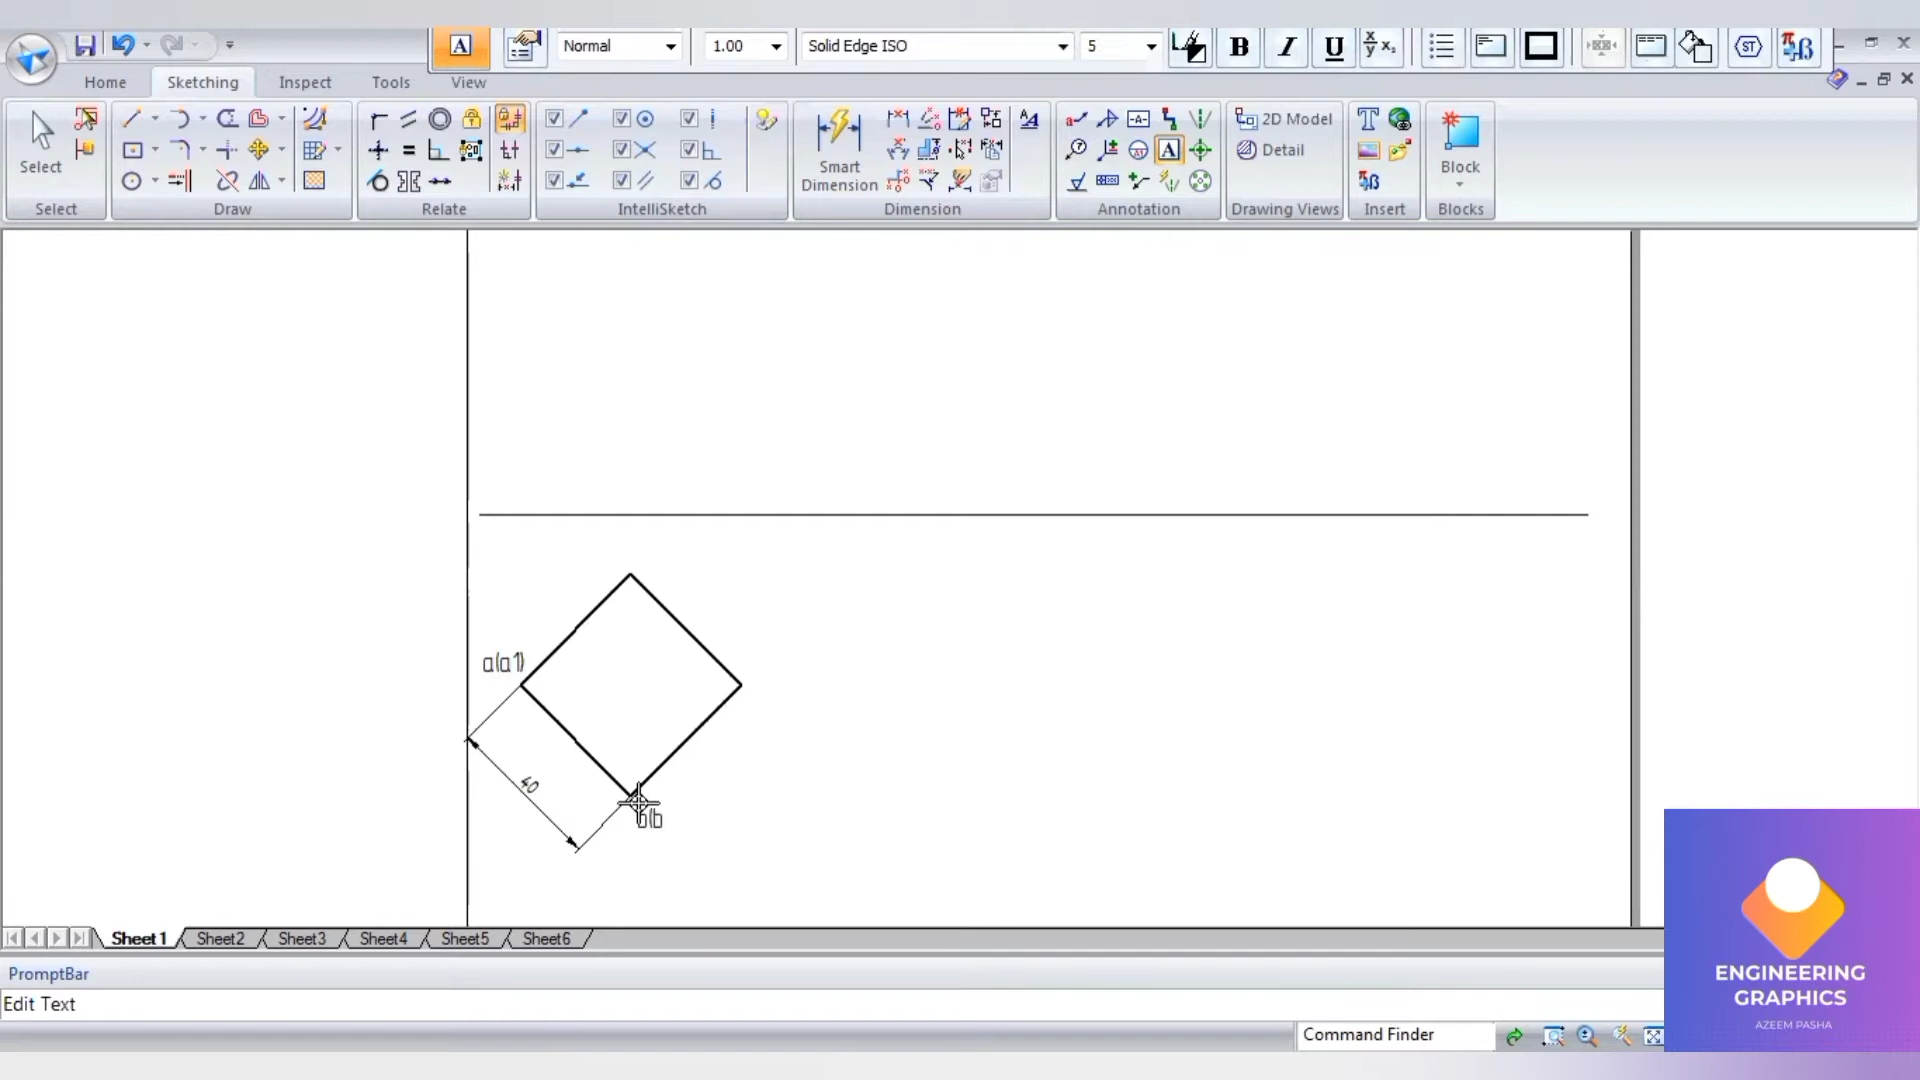 A Normal 1.00 Solid Edge ISO 5 B I U
Home Sketching Inspect Tools View
Select
Smart
Dimension
2D Model
Detail
Block
Select Draw Relate IntelliSketch Dimension Annotation Drawing Views Insert Blocks
a(a1)
40
b(b
Sheet1 Sheet2 Sheet3 Sheet4 Sheet5 Sheet6
PromptBar
Edit Text
Command Finder
ENGINEERING
GRAPHICS
AZEEM PASHA